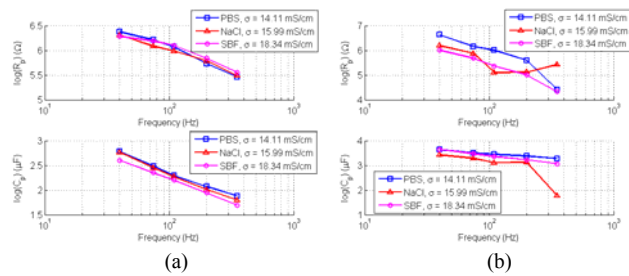 6.5
6
5.5
5
log(R_p) (Ω)
10^1
10^2
10^3
Frequency (Hz)
PBS, σ = 14.11 mS/cm
NaCl, σ = 15.99 mS/cm
SBF, σ = 18.34 mS/cm
3
2.5
2
1.5
log(C_p) (µF)
10^1
10^2
10^3
Frequency (Hz)
PBS, σ = 14.11 mS/cm
NaCl, σ = 15.99 mS/cm
SBF, σ = 18.34 mS/cm
(a)
7
6
5
4
log(R_p) (Ω)
10^1
10^2
10^3
Frequency (Hz)
PBS, σ = 14.11 mS/cm
NaCl, σ = 15.99 mS/cm
SBF, σ = 18.34 mS/cm
4
3
2
1
log(C_p) (µF)
10^1
10^2
10^3
Frequency (Hz)
PBS, σ = 14.11 mS/cm
NaCl, σ = 15.99 mS/cm
SBF, σ = 18.34 mS/cm
(b)